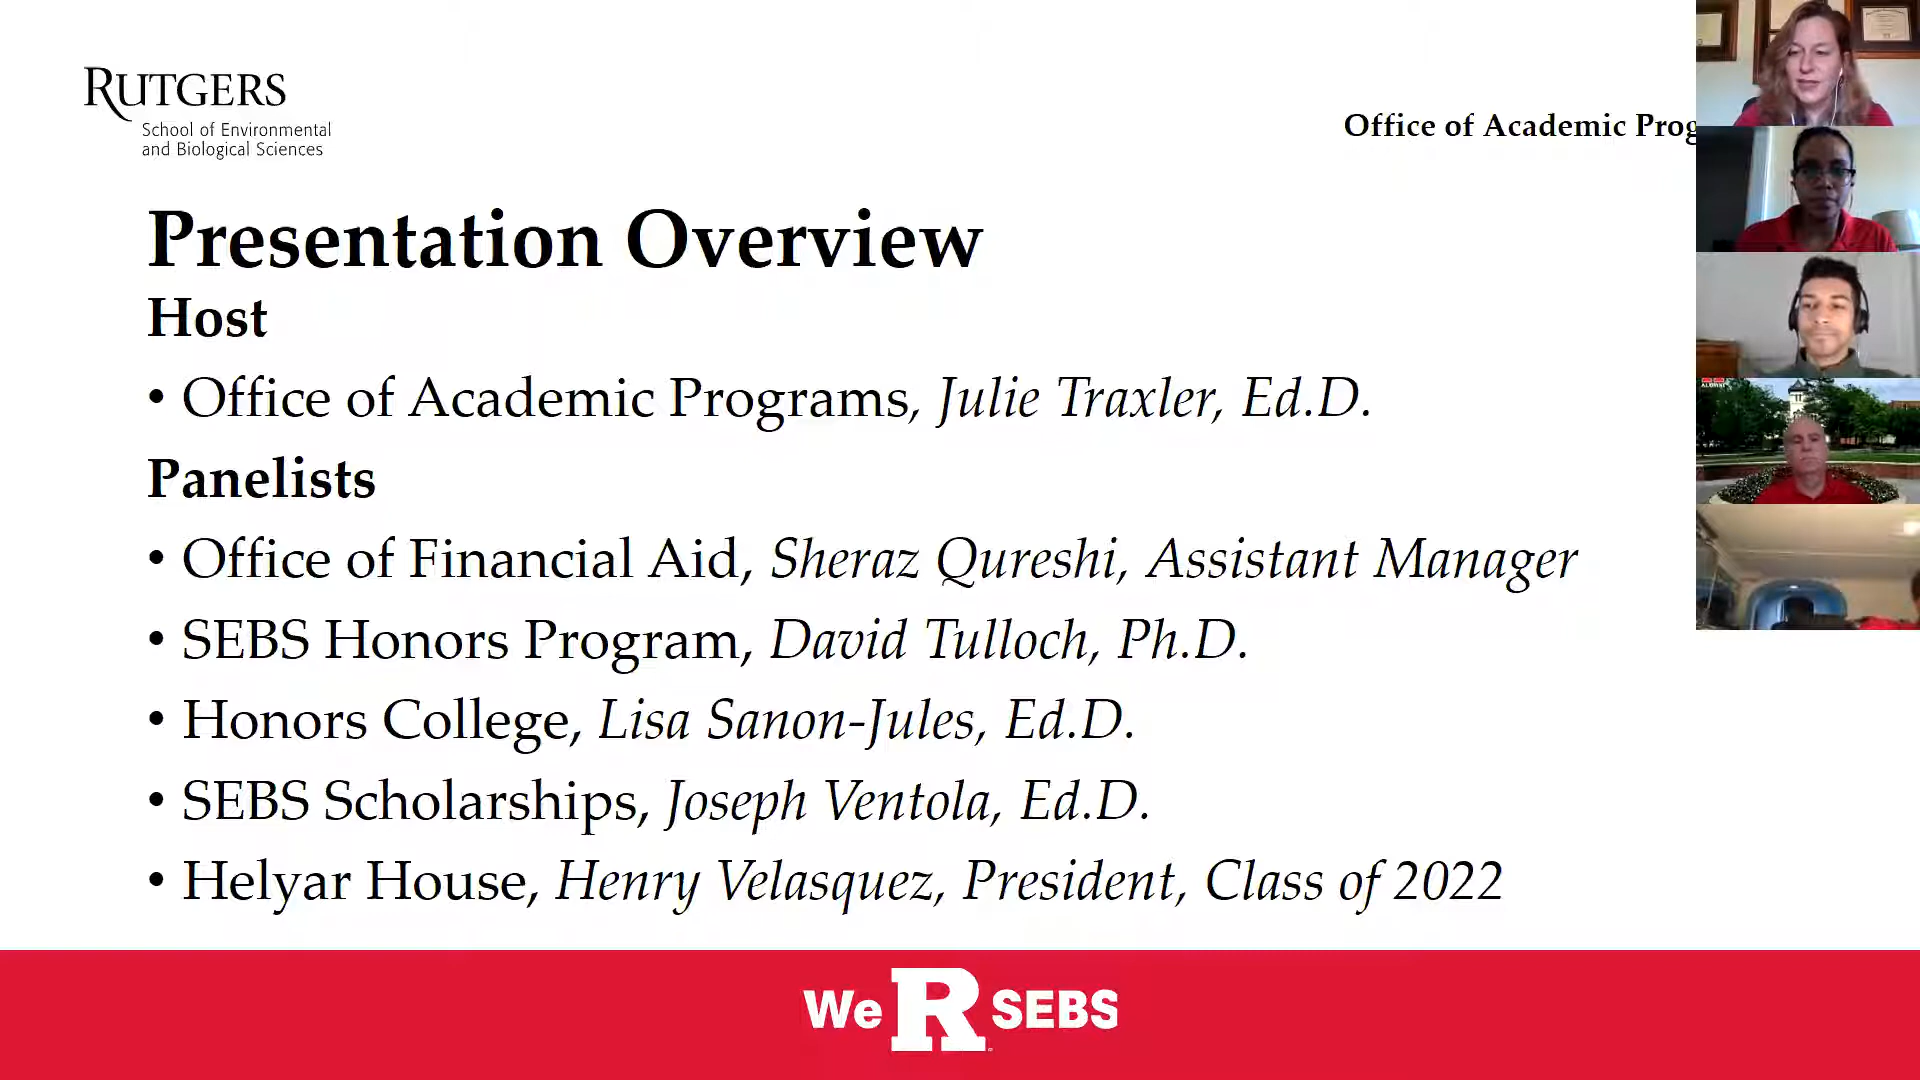 RUTGERS
School of Environmental
and Biological Sciences
Office of Academic Prog
Presentation Overview
Host
• Office of Academic Programs, Julie Traxler, Ed.D.
Panelists
• Office of Financial Aid, Sheraz Qureshi, Assistant Manager
• SEBS Honors Program, David Tulloch, Ph.D.
• Honors College, Lisa Sanon-Jules, Ed.D.
• SEBS Scholarships, Joseph Ventola, Ed.D.
• Helyar House, Henry Velasquez, President, Class of 2022
We R SEBS